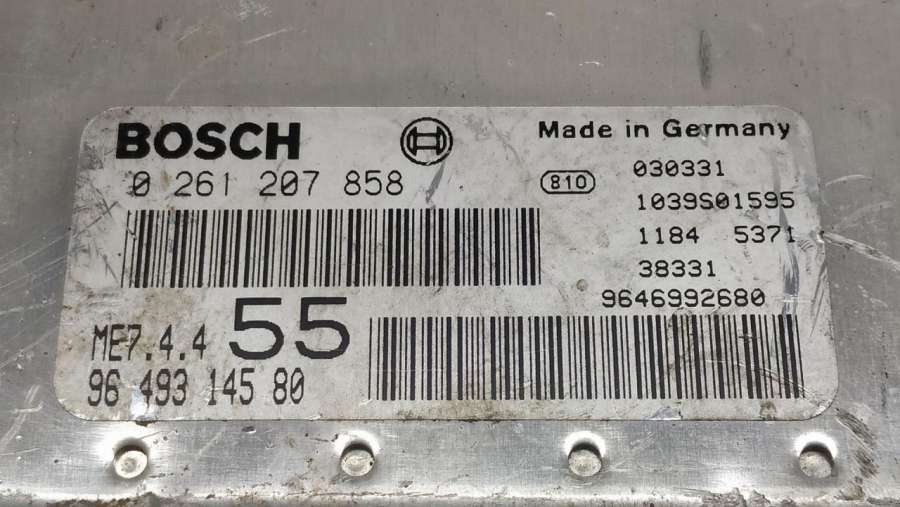 BOSCH
Made in Germany
0 261 207 858
810
030331
1039S01595
1184 5371
38331
9646992680
ME7.4.4
55
96 493 145 80